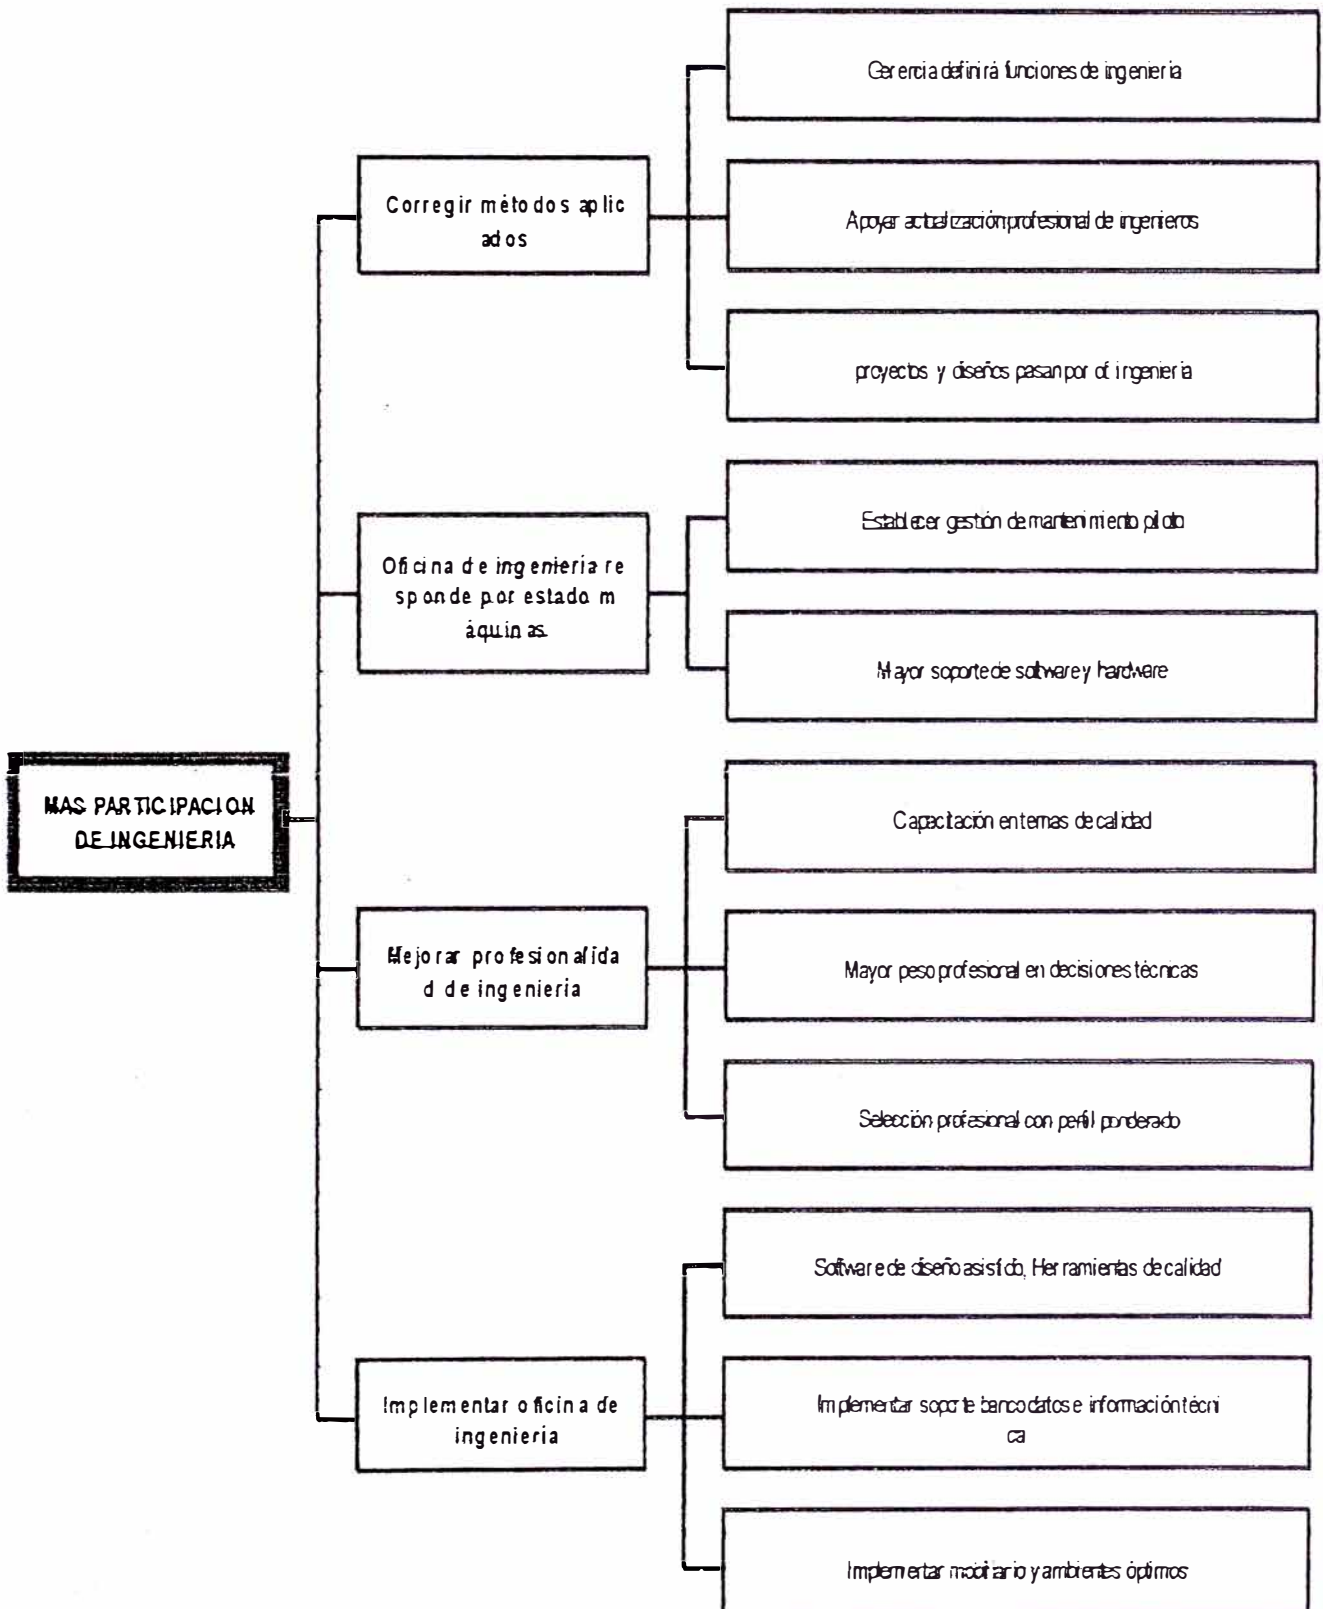 Gerencia definirá funciones de ingeniería
Corregir métodos aplic
ados
Apoyar actualización profesional de ingenieros
proyectos y diseños pasan por of ingeniería
Establecer gestión de mantenimiento piloto
Oficina de ingeniería re
sponde por estado m
áquinas
Mayor soporte de software y hardware
MAS PARTICIPACION
DE INGENIERIA
Capacitación en temas de calidad
Mejorar profesionalida
d de ingeniería
Mayor peso profesional en decisiones técnicas
Selección profesional con perfil ponderado
Software de diseño asistido, Herramientas de calidad
Implementar oficina de
ingeniería
Implementar soporte banco datos e información técni
ca
Implementar mobiliario y ambientes óptimos